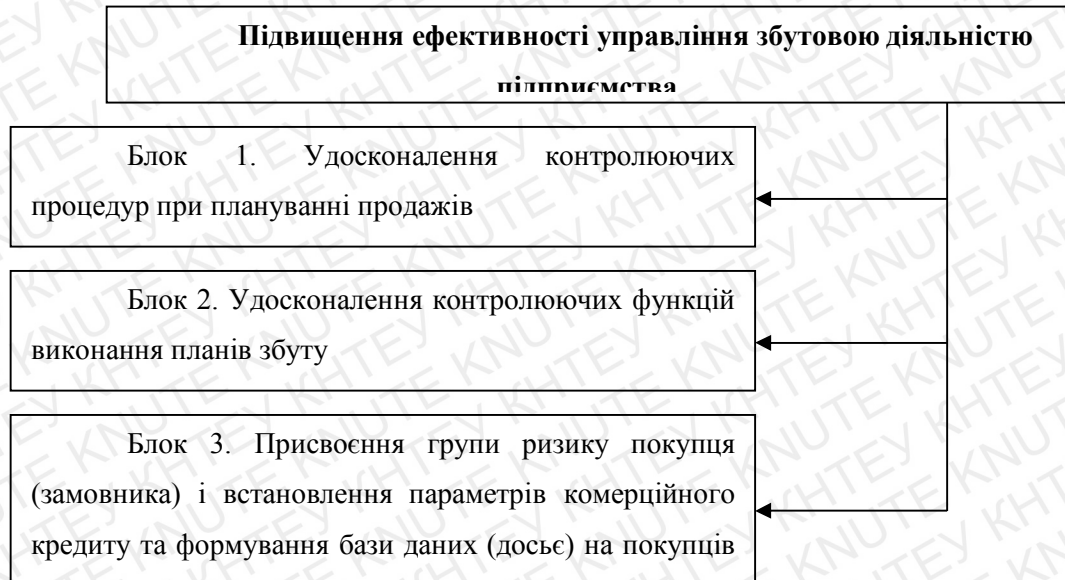 Підвищення ефективності управління збутовою діяльністю
підприємства
Блок 1. Удосконалення контролюючих
процедур при плануванні продажів
Блок 2. Удосконалення контролюючих функцій
виконання планів збуту
Блок 3. Присвоєння групи ризику покупця
(замовника) і встановлення параметрів комерційного
кредиту та формування бази даних (досьє) на покупців